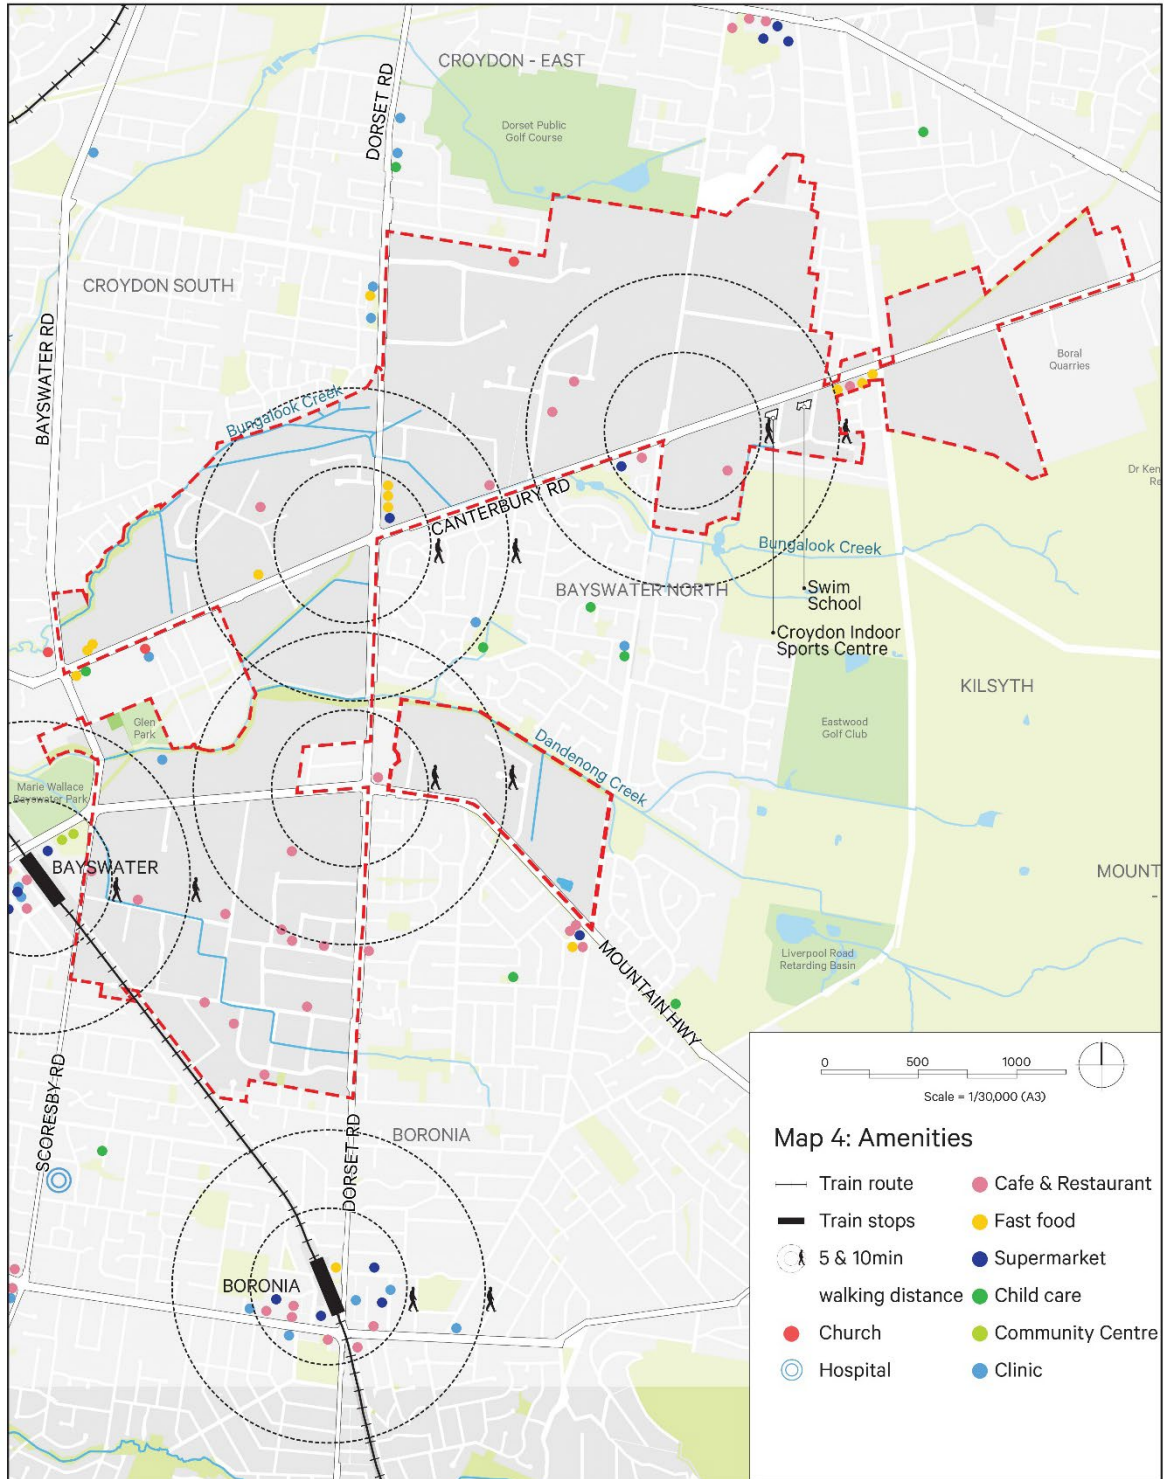 CROYDON - EAST
DORSET RD
Dorset Public
Golf Course
CROYDON SOUTH
BAYSWATER RD
Bungalook Creek
Boral
Quarries
CANTERBURY RD
Dr Ken
Re
Bungalook Creek
BAYSWATER NORTH
Swim
School
Croydon Indoor
Sports Centre
KILSYTH
Glen
Park
Eastwood
Golf Club
Dandenong Creek
Marie Wallace
Bayswater Park
BAYSWATER
MOUNT
-
Liverpool Road
Retarding Basin
MOUNTAIN HWY
SCORESBY RD
DORSET RD
BORONIA
BORONIA
0 500 1000
Scale = 1/30,000 (A3)
Map 4: Amenities
Train route
Train stops
5 & 10min
walking distance
Church
Hospital
Cafe & Restaurant
Fast food
Supermarket
Child care
Community Centre
Clinic